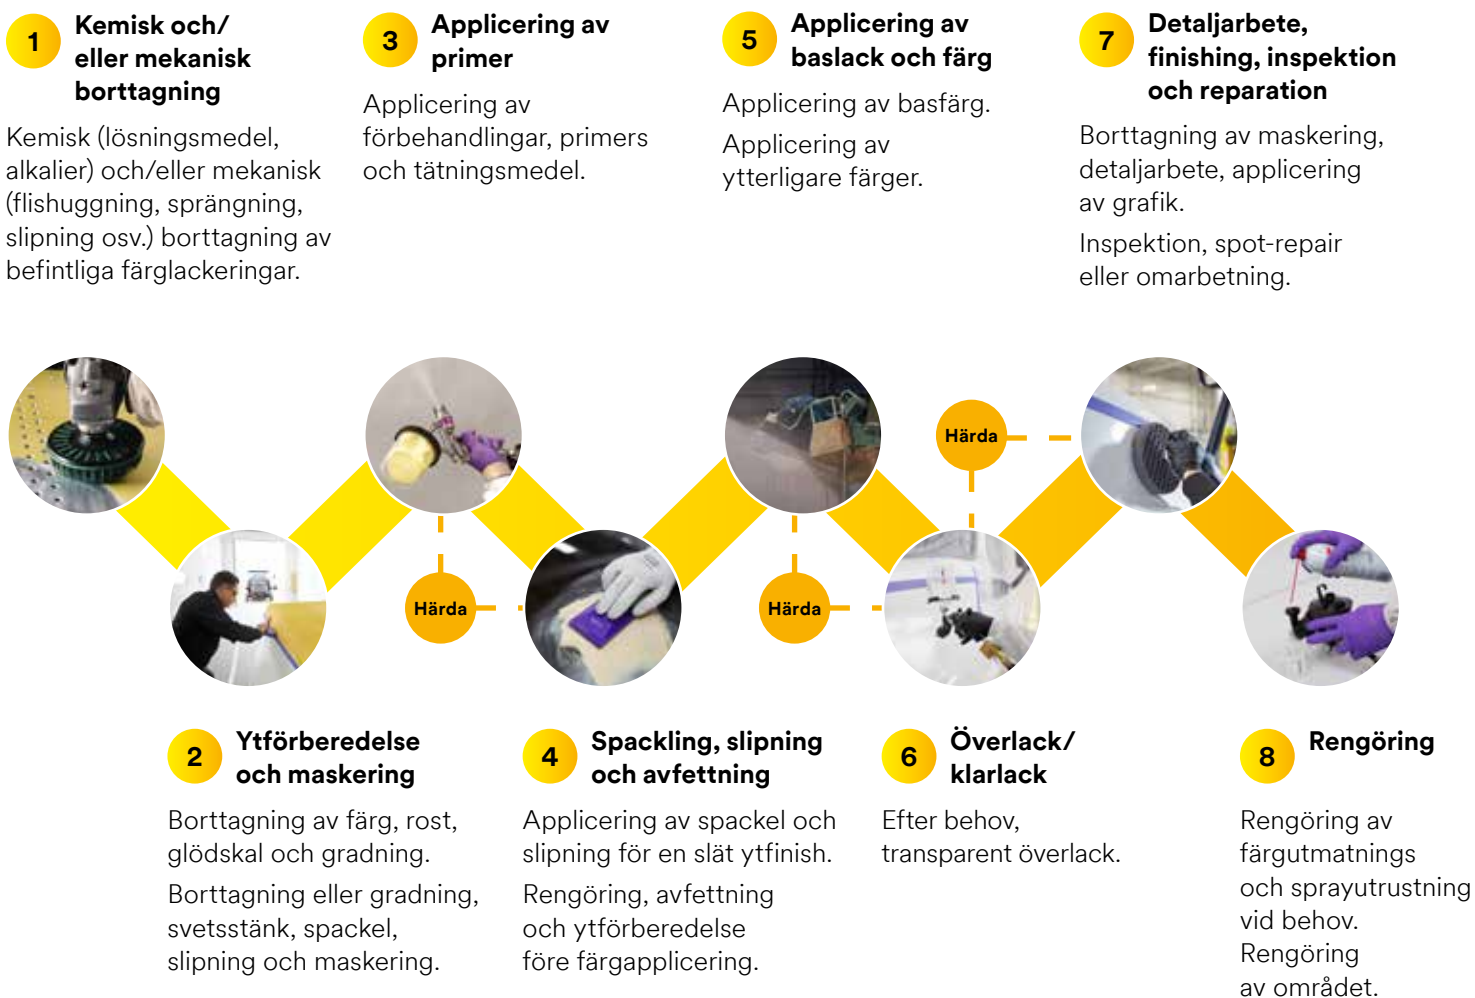 1
Kemisk och/
eller mekanisk
borttagning
Kemisk (lösningsmedel,
alkalier) och/eller mekanisk
(flishuggning, sprängning,
slipning osv.) borttagning av
befintliga färglackeringar.
3
Applicering av
primer
Applicering av
förbehandlingar, primers
och tätningsmedel.
5
Applicering av
baslack och färg
Applicering av basfärg.
Applicering av
ytterligare färger.
7
Detaljarbete,
finishing, inspektion
och reparation
Borttagning av maskering,
detaljarbete, applicering
av grafik.
Inspektion, spot-repair
eller omarbetning.
Härda
Härda
Härda
2
Ytförberedelse
och maskering
Borttagning av färg, rost,
glödskal och gradning.
Borttagning eller gradning,
svetsstänk, spackel,
slipning och maskering.
4
Spackling, slipning
och avfettning
Applicering av spackel och
slipning för en slät ytfinish.
Rengöring, avfettning
och ytförberedelse
före färgapplicering.
6
Överlack/
klarlack
Efter behov,
transparent överlack.
8
Rengöring
Rengöring av
färgutmatnings
och sprayutrustning
vid behov.
Rengöring
av området.